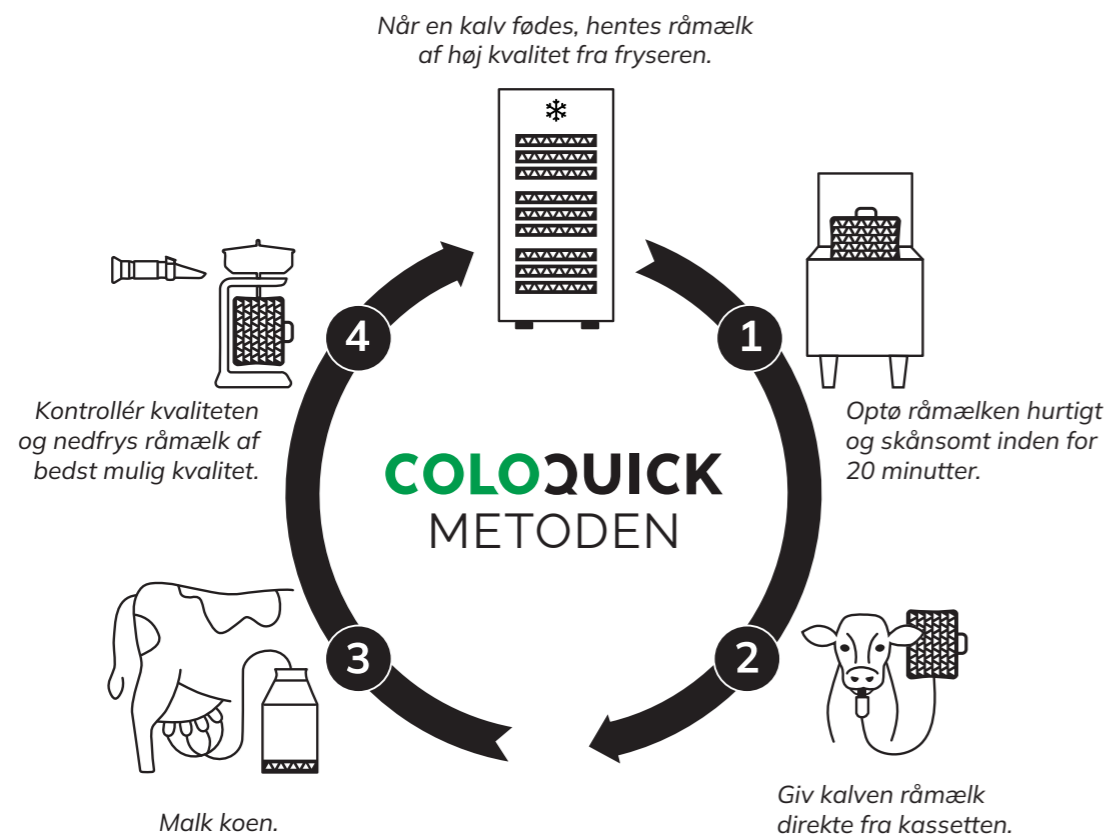 Når en kalv fødes, hentes råmælk
af høj kvalitet fra fryseren.
1
Optø råmælken hurtigt
og skånsomt inden for
20 minutter.
2
Giv kalven råmælk
direkte fra kassetten.
3
Malk koen.
4
Kontrollér kvaliteten
og nedfrys råmælk af
bedst mulig kvalitet.
COLOQUICK
METODEN